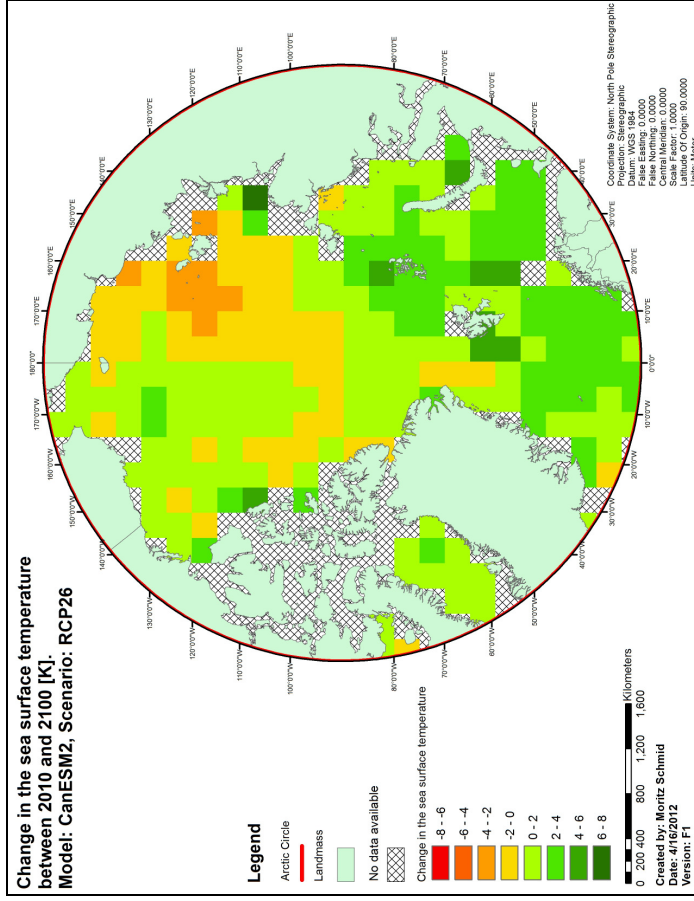 Change in the sea surface temperature
between 2010 and 2100 [K].
Model: CanESM2, Scenario: RCP26
140°0'0"W
150°0'0"W
160°0'0"W
170°0'0"W
180°0'0"
170°0'0"E
160°0'0"E
150°0'0"E
140°0'0"E
130°0'0"E
120°0'0"E
110°0'0"E
100°0'0"E
80°0'0"E
70°0'0"E
60°0'0"E
50°0'0"E
40°0'0"E
30°0'0"E
20°0'0"E
10°0'0"E
0°0'0"
10°0'0"W
20°0'0"W
30°0'0"W
40°0'0"W
50°0'0"W
60°0'0"W
70°0'0"W
80°0'0"W
100°0'0"W
110°0'0"W
120°0'0"W
130°0'0"W
Legend
Arctic Circle
Landmass
No data available
Change in the sea surface temperature
-8 - -6
-6 - -4
-4 - -2
-2 - 0
0 - 2
2 - 4
4 - 6
6 - 8
Kilometers
0 200 400 800 1,200 1,600
Created by: Moritz Schmid
Date: 4/16/2012
Version: F1
Coordinate System: North Pole Stereographic
Projection: Stereographic
Datum: WGS 1984
False Easting: 0.0000
False Northing: 0.0000
Central Meridian: 0.0000
Scale Factor: 1.0000
Latitude Of Origin: 90.0000
Units: Meter